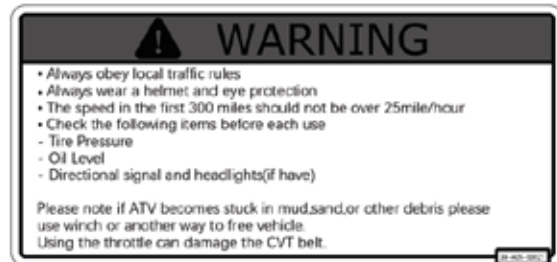 WARNING
• Always obey local traffic rules
• Always wear a helmet and eye protection
• The speed in the first 300 miles should not be over 25mile/hour
• Check the following items before each use
- Tire Pressure
- Oil Level
- Directional signal and headlights(if have)
Please note if ATV becomes stuck in mud,sand,or other debris please
use winch or another way to free vehicle.
Using the throttle can damage the CVT belt.